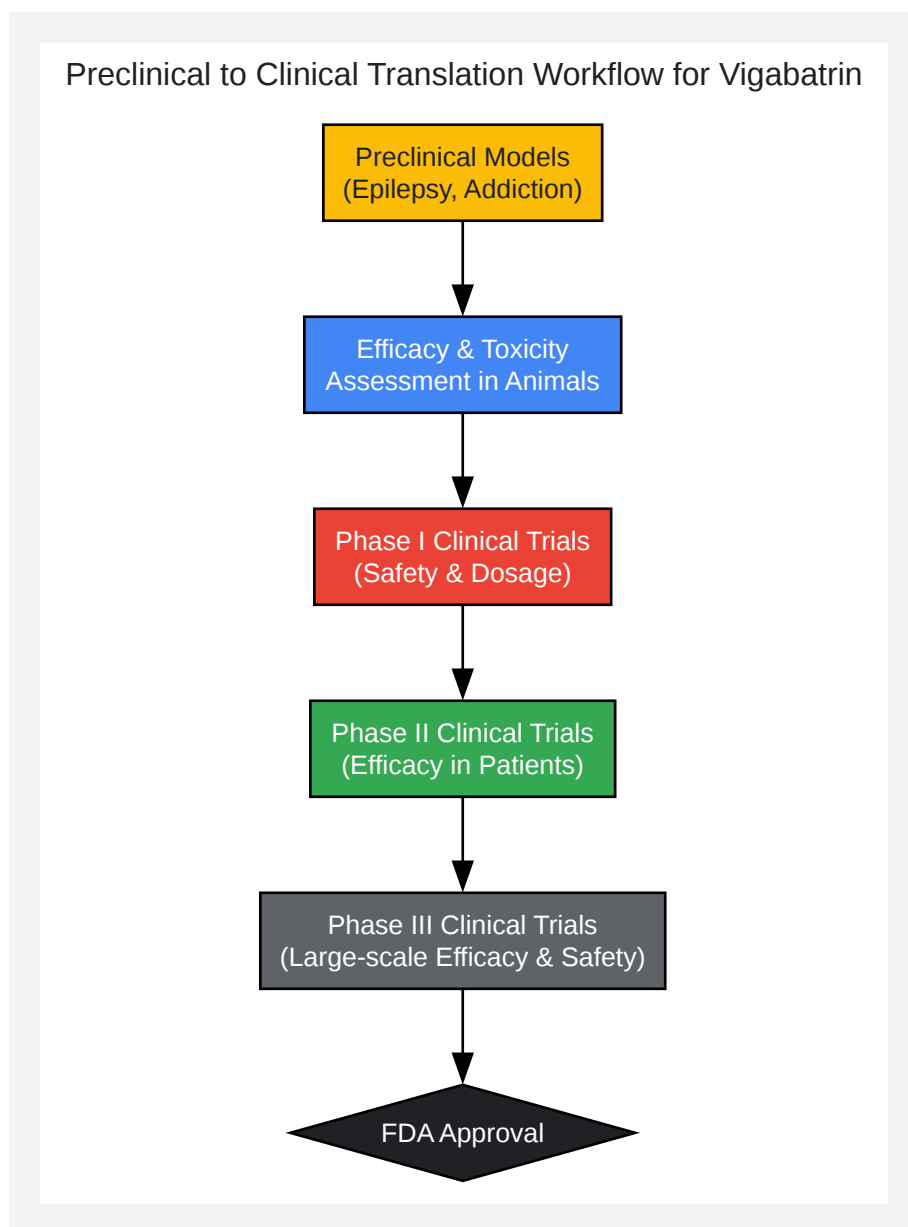 Preclinical to Clinical Translation Workflow for Vigabatrin
Preclinical Models
(Epilepsy, Addiction)
Efficacy & Toxicity
Assessment in Animals
Phase I Clinical Trials
(Safety & Dosage)
Phase II Clinical Trials
(Efficacy in Patients)
Phase III Clinical Trials
(Large-scale Efficacy & Safety)
FDA Approval